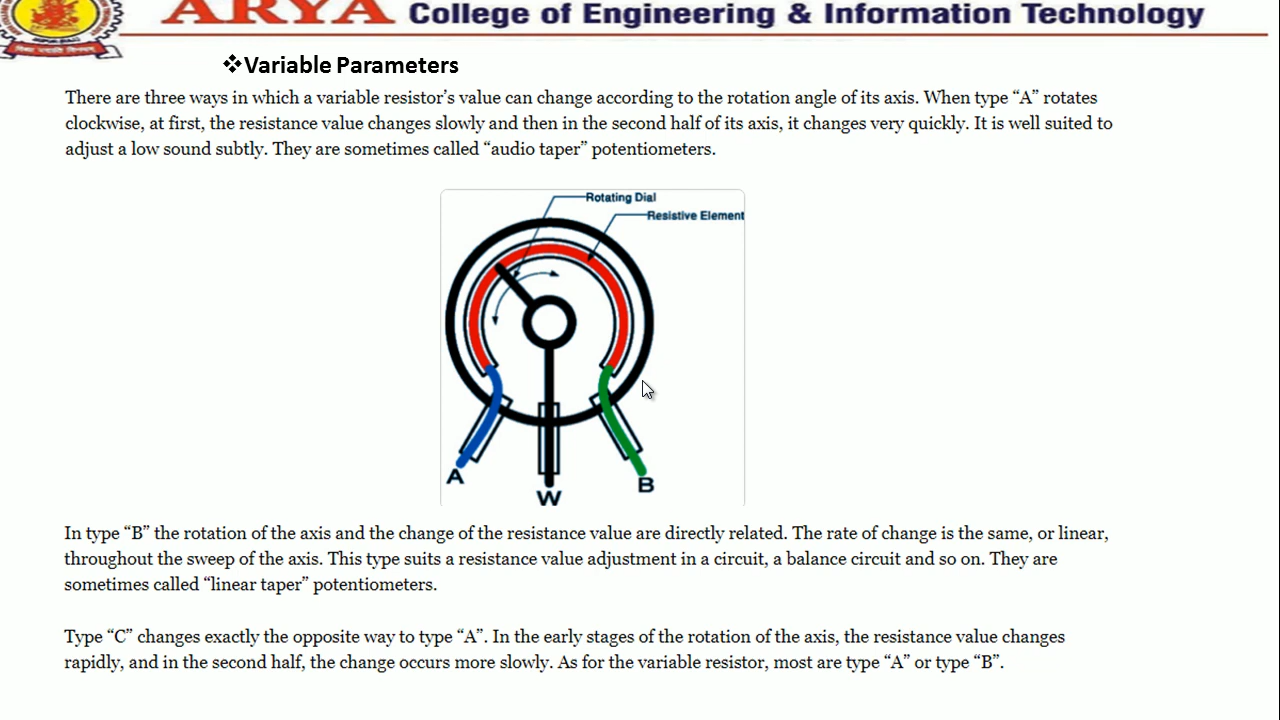 ARYA College of Engineering & Information Technology
❖Variable Parameters
There are three ways in which a variable resistor’s value can change according to the rotation angle of its axis. When type “A” rotates
clockwise, at first, the resistance value changes slowly and then in the second half of its axis, it changes very quickly. It is well suited to
adjust a low sound subtly. They are sometimes called “audio taper” potentiometers.
Rotating Dial
Resistive Element
A
W
B
In type “B” the rotation of the axis and the change of the resistance value are directly related. The rate of change is the same, or linear,
throughout the sweep of the axis. This type suits a resistance value adjustment in a circuit, a balance circuit and so on. They are
sometimes called “linear taper” potentiometers.
Type “C” changes exactly the opposite way to type “A”. In the early stages of the rotation of the axis, the resistance value changes
rapidly, and in the second half, the change occurs more slowly. As for the variable resistor, most are type “A” or type “B”.